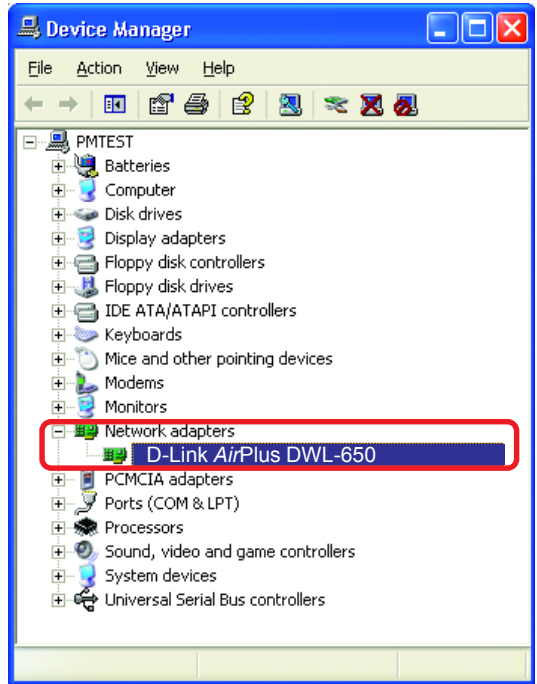 Device Manager
File Action View Help
PMTEST
Batteries
Computer
Disk drives
Display adapters
Floppy disk controllers
Floppy disk drives
IDE ATA/ATAPI controllers
Keyboards
Mice and other pointing devices
Modems
Monitors
Network adapters
D-Link AirPlus DWL-650
PCMCIA adapters
Ports (COM & LPT)
Processors
Sound, video and game controllers
System devices
Universal Serial Bus controllers